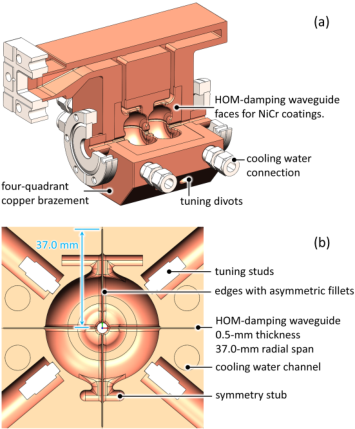 (a)
HOM-damping waveguide
faces for NiCr coatings.
cooling water
connection
four-quadrant
copper brazement
tuning divots
(b)
37.0 mm
tuning studs
edges with asymmetric fillets
HOM-damping waveguide
0.5-mm thickness
37.0-mm radial span
cooling water channel
symmetry stub